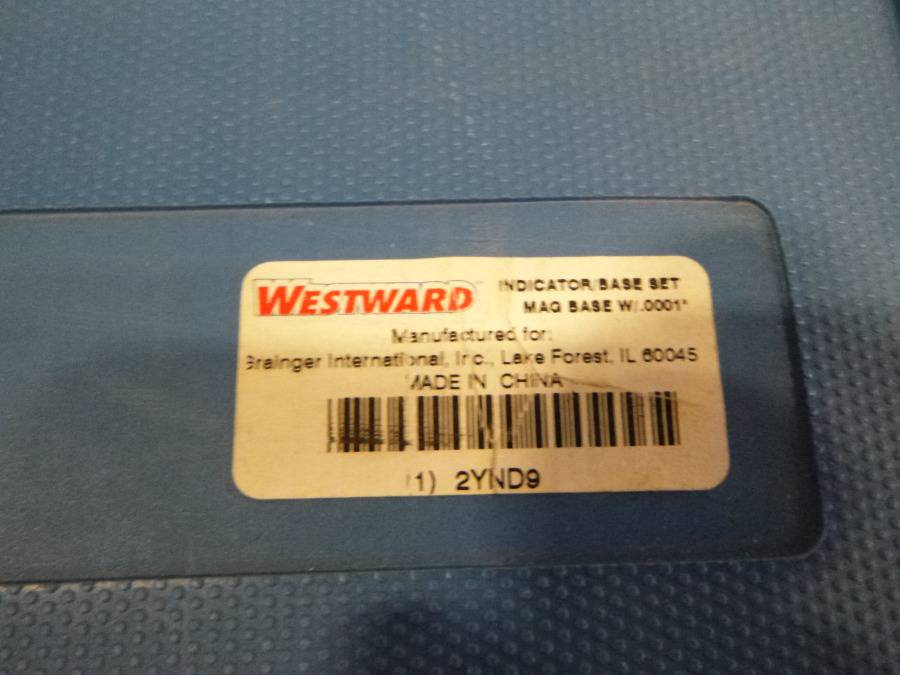 WESTWARD
INDICATOR/BASE SET
MAG BASE W/.0001"
Manufactured for:
Grainger International, Inc., Lake Forest, IL 60045
MADE IN CHINA
(1) 2YND9